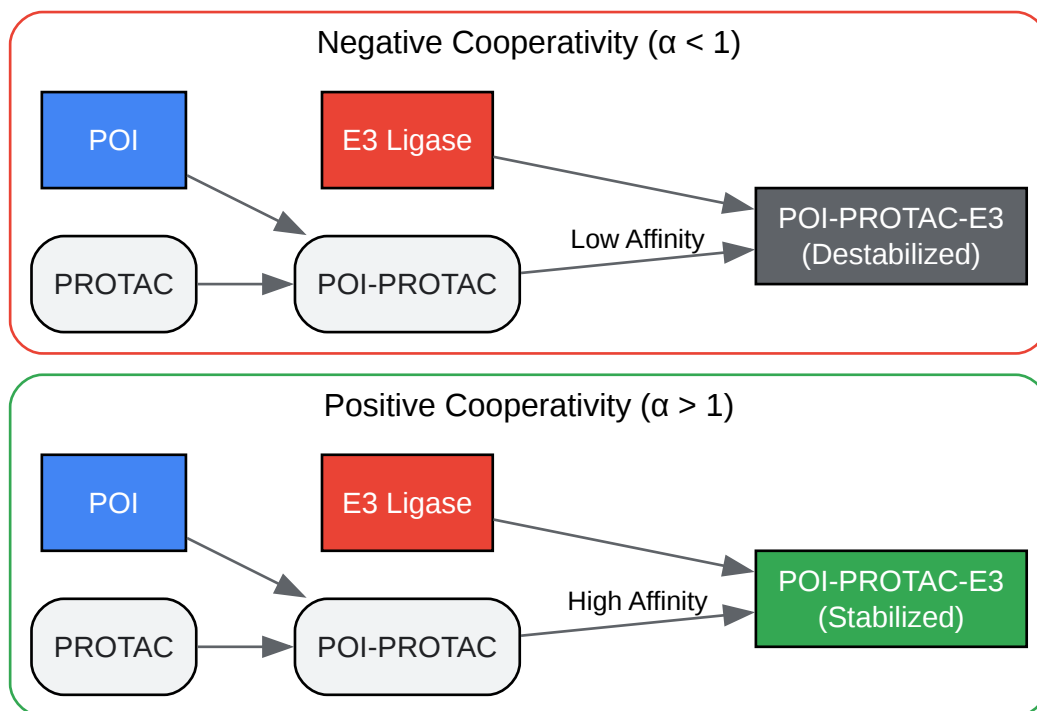 Negative Cooperativity (α < 1)
POI
E3 Ligase
POI-PROTAC-E3
(Destabilized)
Low Affinity
PROTAC
POI-PROTAC
Positive Cooperativity (α > 1)
POI
E3 Ligase
POI-PROTAC-E3
(Stabilized)
High Affinity
PROTAC
POI-PROTAC